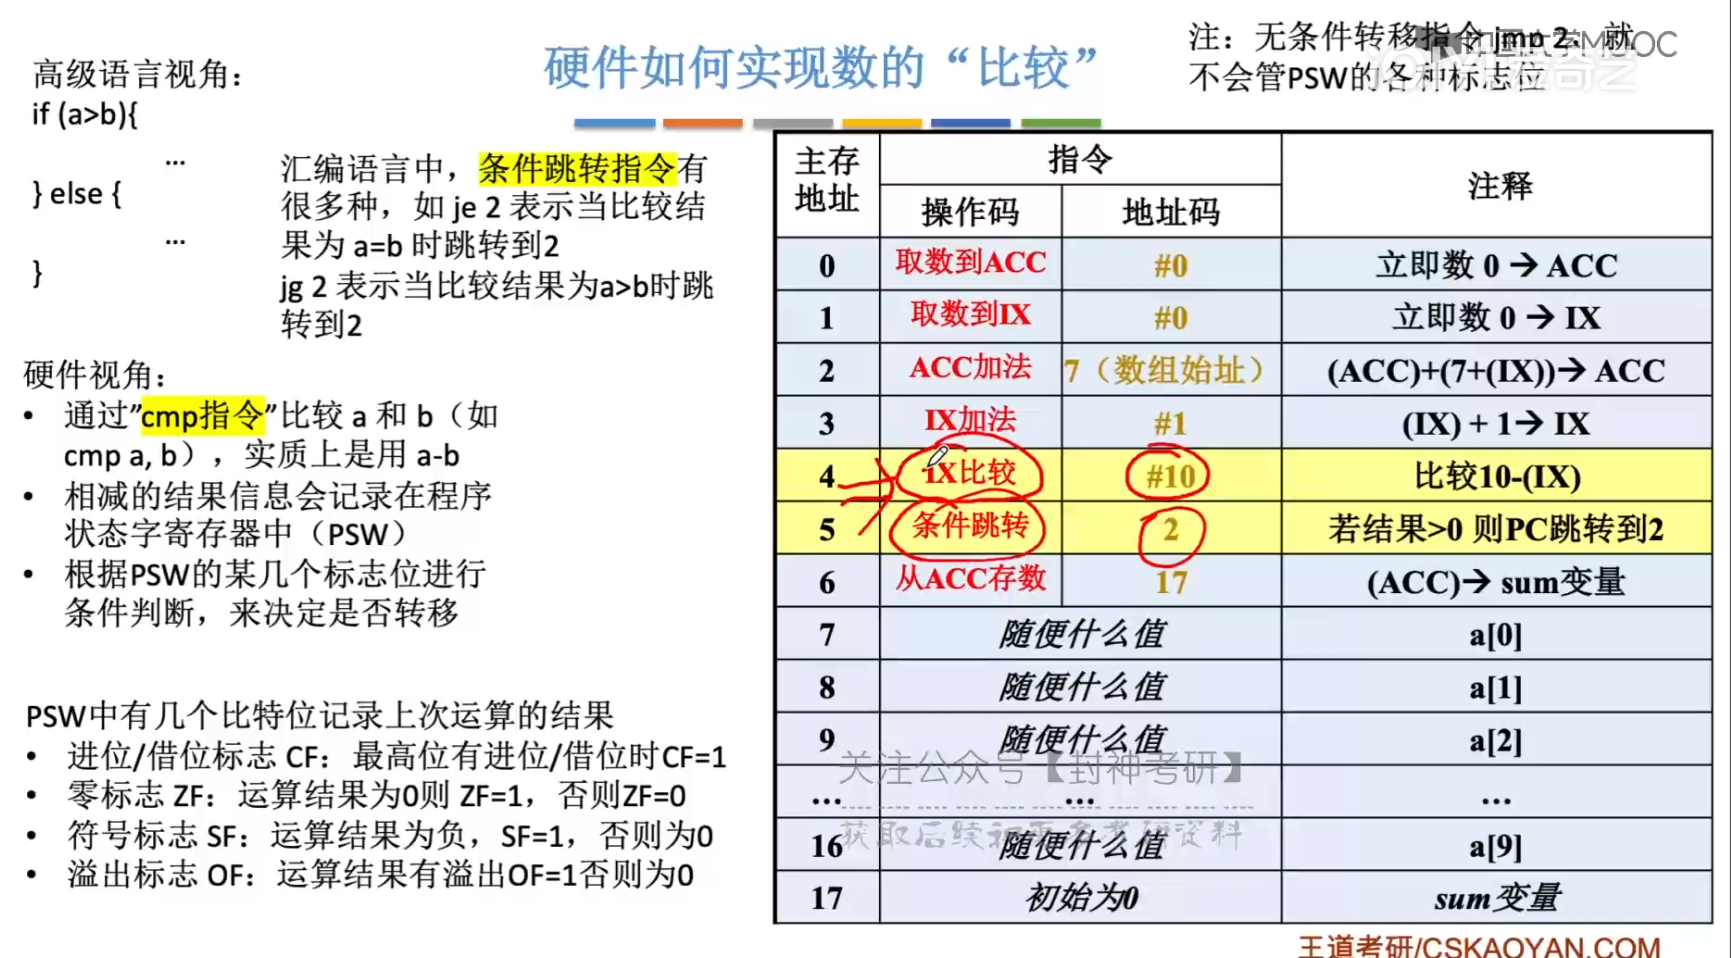 硬件如何实现数的“比较”
注：无条件转移指令 jmp 2，就
不会管PSW的各种标志位
高级语言视角：
if (a>b){
...
} else {
...
}
汇编语言中，条件跳转指令有
很多种，如 je 2 表示当比较结
果为 a=b 时跳转到2
jg 2 表示当比较结果为a>b时跳
转到2
硬件视角：
• 通过”cmp指令”比较 a 和 b（如
cmp a, b），实质上是用 a-b
• 相减的结果信息会记录在程序
状态字寄存器中（PSW）
• 根据PSW的某几个标志位进行
条件判断，来决定是否转移
PSW中有几个比特位记录上次运算的结果
• 进位/借位标志 CF：最高位有进位/借位时CF=1
• 零标志 ZF：运算结果为0则 ZF=1，否则ZF=0
• 符号标志 SF：运算结果为负，SF=1，否则为0
• 溢出标志 OF：运算结果有溢出OF=1否则为0
主存地址 指令 注释
操作码 地址码
0 取数到ACC #0 立即数 0 → ACC
1 取数到IX #0 立即数 0 → IX
2 ACC加法 7（数组始址） (ACC)+(7+(IX))→ ACC
3 IX加法 #1 (IX) + 1→ IX
4 IX比较 #10 比较10-(IX)
5 条件跳转 2 若结果>0 则PC跳转到2
6 从ACC存数 17 (ACC)→ sum变量
7 随便什么值 a[0]
8 随便什么值 a[1]
9 随便什么值 a[2]
... ... ...
16 随便什么值 a[9]
17 初始为0 sum变量
关注公众号【封神考研】
王道考研/CSKAOYAN.COM